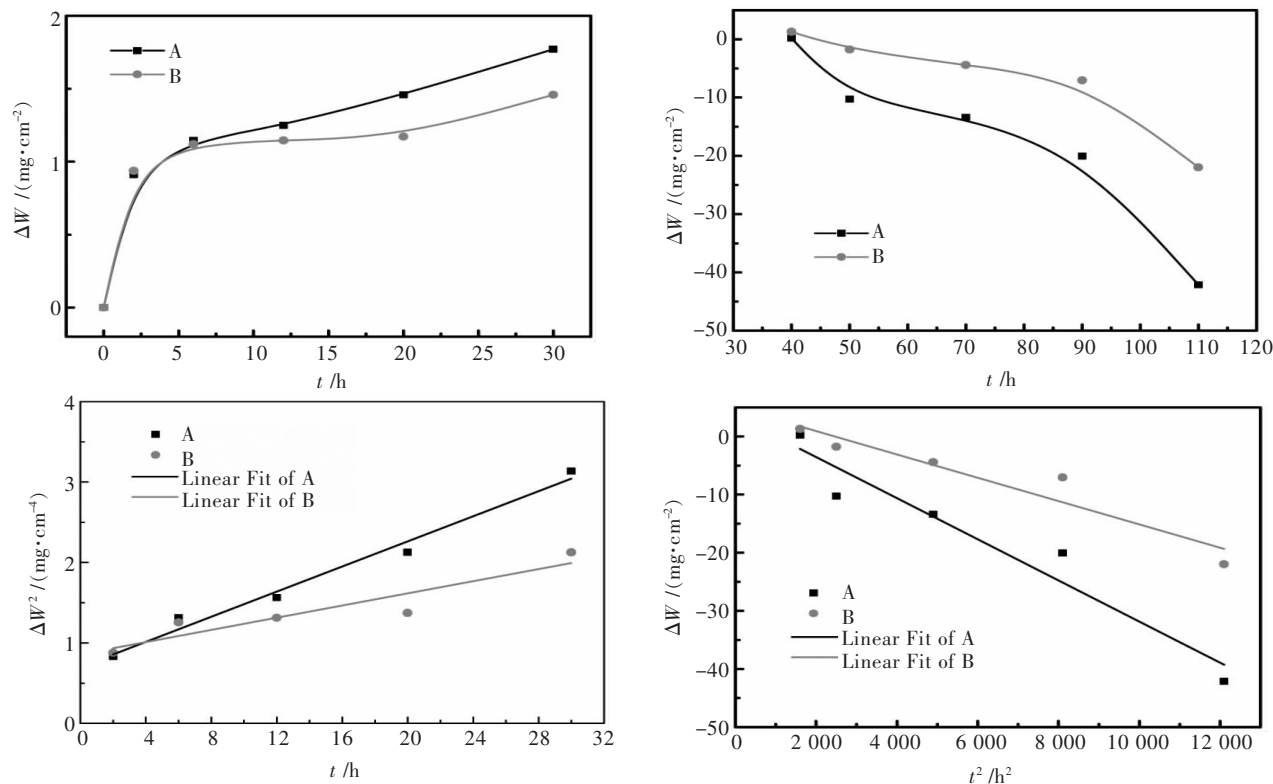 2
1
0
ΔW /(mg·cm⁻²)
A
B
0 5 10 15 20 25 30
t /h
0
−10
−20
−30
−40
−50
ΔW /(mg·cm⁻²)
A
B
30 40 50 60 70 80 90 100 110 120
t /h
4
3
2
1
0
ΔW² /(mg·cm⁻⁴)
A
B
Linear Fit of A
Linear Fit of B
0 4 8 12 16 20 24 28 32
t /h
0
−10
−20
−30
−40
−50
ΔW /(mg·cm⁻²)
A
B
Linear Fit of A
Linear Fit of B
0 2 000 4 000 6 000 8 000 10 000 12 000
t² /h²